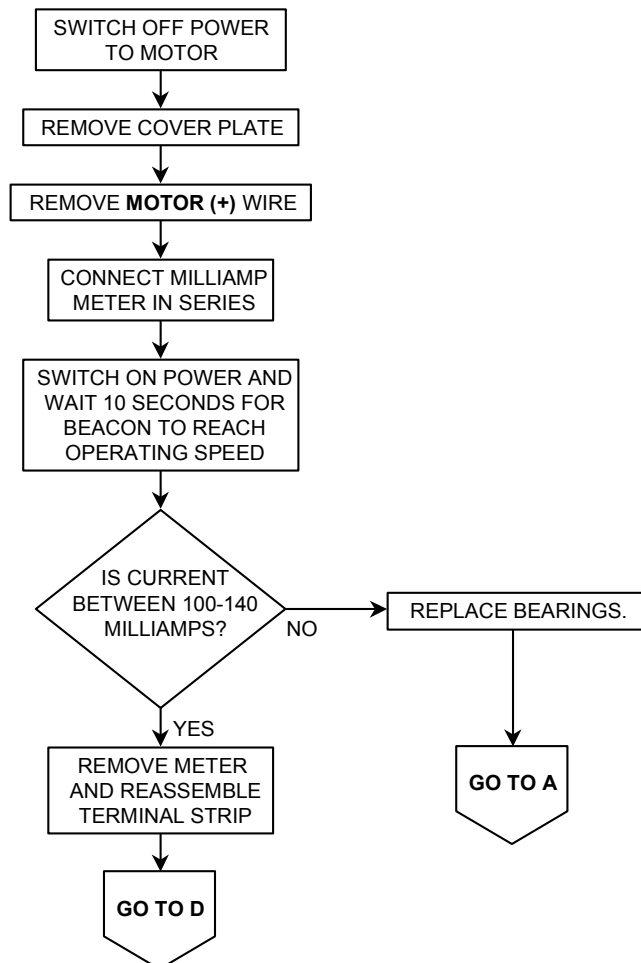 SWITCH OFF POWER
TO MOTOR
REMOVE COVER PLATE
REMOVE MOTOR (+) WIRE
CONNECT MILLIAMP
METER IN SERIES
SWITCH ON POWER AND
WAIT 10 SECONDS FOR
BEACON TO REACH
OPERATING SPEED
IS CURRENT
BETWEEN 100-140
MILLIAMPS?
NO
REPLACE BEARINGS.
GO TO A
YES
REMOVE METER
AND REASSEMBLE
TERMINAL STRIP
GO TO D